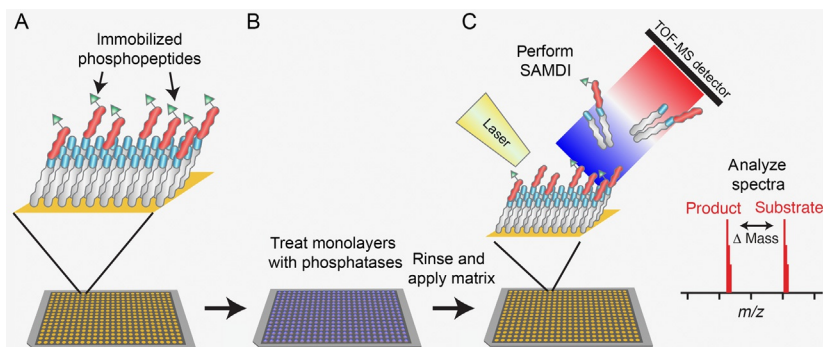 A
Immobilized
phosphopeptides
B
Treat monolayers
with phosphatases
Rinse and
apply matrix
C
Perform
SAMDI
Laser
TOF-MS detector
Analyze
spectra
Product
Substrate
Δ Mass
m/z